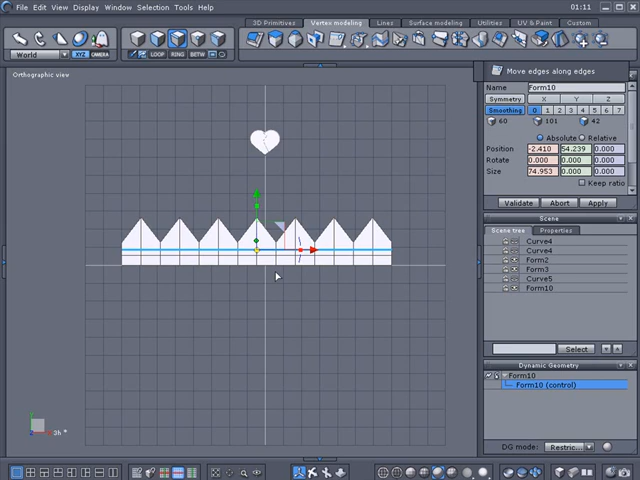 File Edit View Display Window Selection Tools Help
01:11
3D Primitives Vertex modeling Lines Surface modeling Utilities UV & Paint Custom
World XYZ CAMERA LOOP RING BETW
Orthographic view
Move edges along edges
Name Form10
Symmetry X Y Z
Smoothing 0 1 2 3 4 5 6 7
60 101 42
Absolute Relative
Position -2.410 54.239 0.000
Rotate 0.000 0.000 0.000
Size 74.953 0.000
Keep ratio
Validate Abort Apply
Scene
Scene tree Properties
Curve4
Curve4
Form2
Form3
Curve5
Form10
Select
Dynamic Geometry
Form10
Form10 (control)
DG mode: Restric...